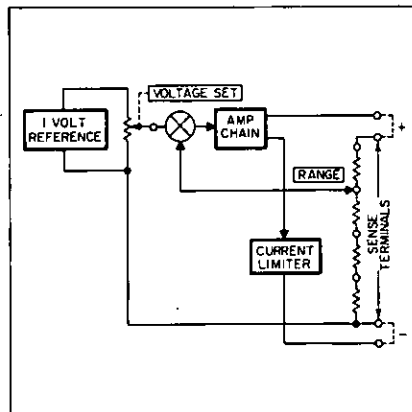 VOLTAGE SET
1 VOLT
REFERENCE
AMP
CHAIN
+
RANGE
SENSE
TERMINALS
CURRENT
LIMITER
-